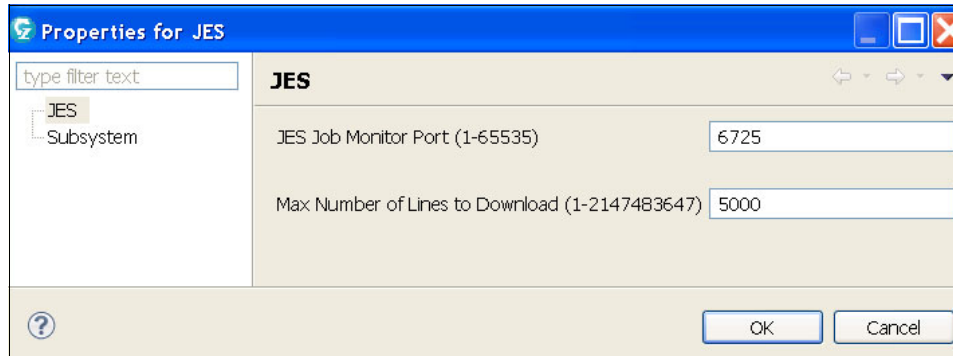 Properties for JES
type filter text
JES
Subsystem
JES
JES Job Monitor Port (1-65535)
6725
Max Number of Lines to Download (1-2147483647)
5000
?
OK
Cancel